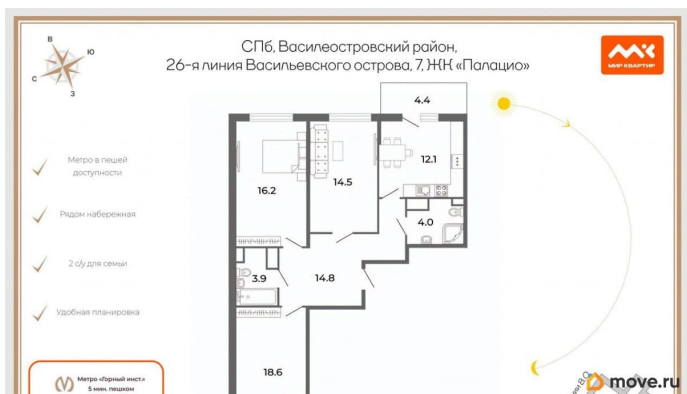 СПб, Василеостровский район,
26-я линия Васильевского острова, 7, ЖК «Палацио»
МИР КВАРТИР
В
Ю
С
З
Метро в пешей
доступности
Рядом набережная
2 с/у для семьи
Удобная планировка
Метро «Горный инст.»
5 мин. пешком
4.4
12.1
14.5
16.2
4.0
3.9
14.8
18.6
move.ru